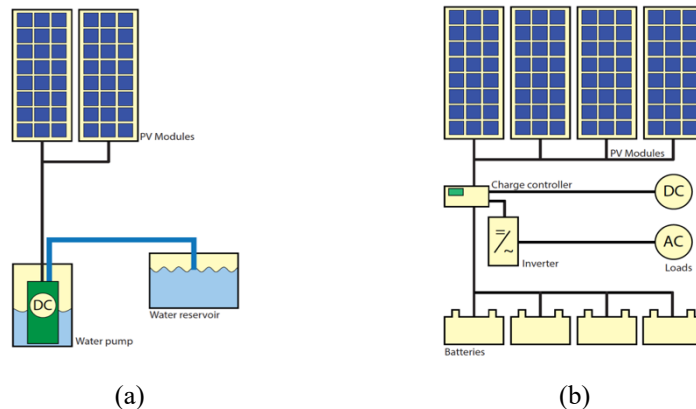 PV Modules
DC
Water pump
Water reservoir
(a)
PV Modules
Charge controller
DC
=
~
Inverter
AC
Loads
Batteries
(b)